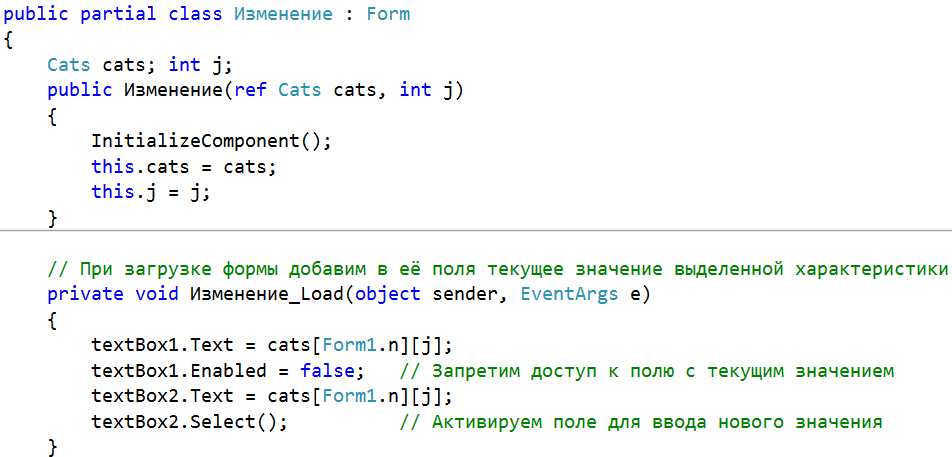 public partial class Изменение : Form
{
    Cats cats; int j;
    public Изменение(ref Cats cats, int j)
    {
        InitializeComponent();
        this.cats = cats;
        this.j = j;
    }
    // При загрузке формы добавим в её поля текущее значение выделенной характеристики
    private void Изменение_Load(object sender, EventArgs e)
    {
        textBox1.Text = cats[Form1.n][j];
        textBox1.Enabled = false;   // Запретим доступ к полю с текущим значением
        textBox2.Text = cats[Form1.n][j];
        textBox2.Select();          // Активируем поле для ввода нового значения
    }